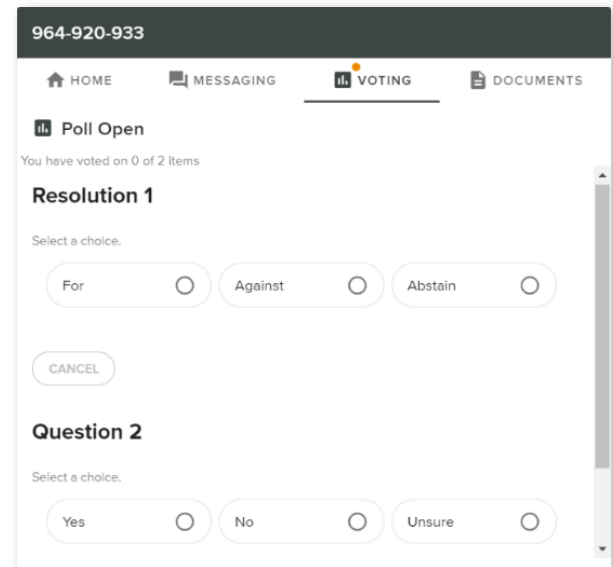 964-920-933
HOME MESSAGING VOTING DOCUMENTS
Poll Open
You have voted on 0 of 2 items
Resolution 1
Select a choice.
For Against Abstain
CANCEL
Question 2
Select a choice.
Yes No Unsure